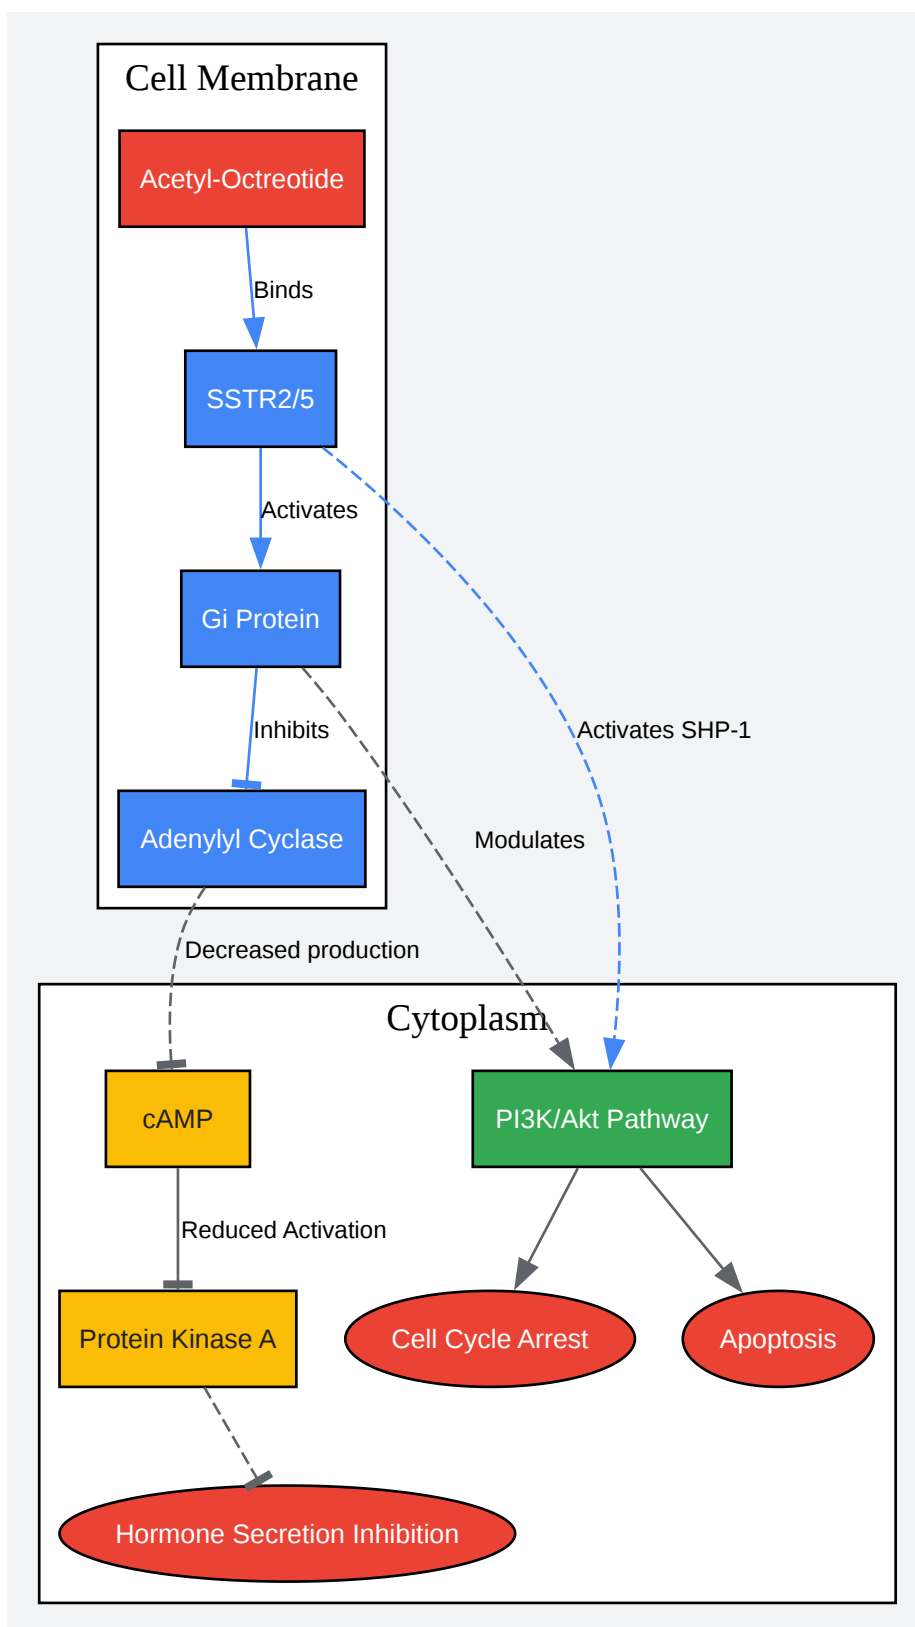 Cell Membrane
Acetyl-Octreotide
Binds
SSTR2/5
Activates
Gi Protein
Inhibits
Activates SHP-1
Adenylyl Cyclase
Modulates
Decreased production
Cytoplasm
cAMP
PI3K/Akt Pathway
Reduced Activation
Protein Kinase A
Cell Cycle Arrest
Apoptosis
Hormone Secretion Inhibition